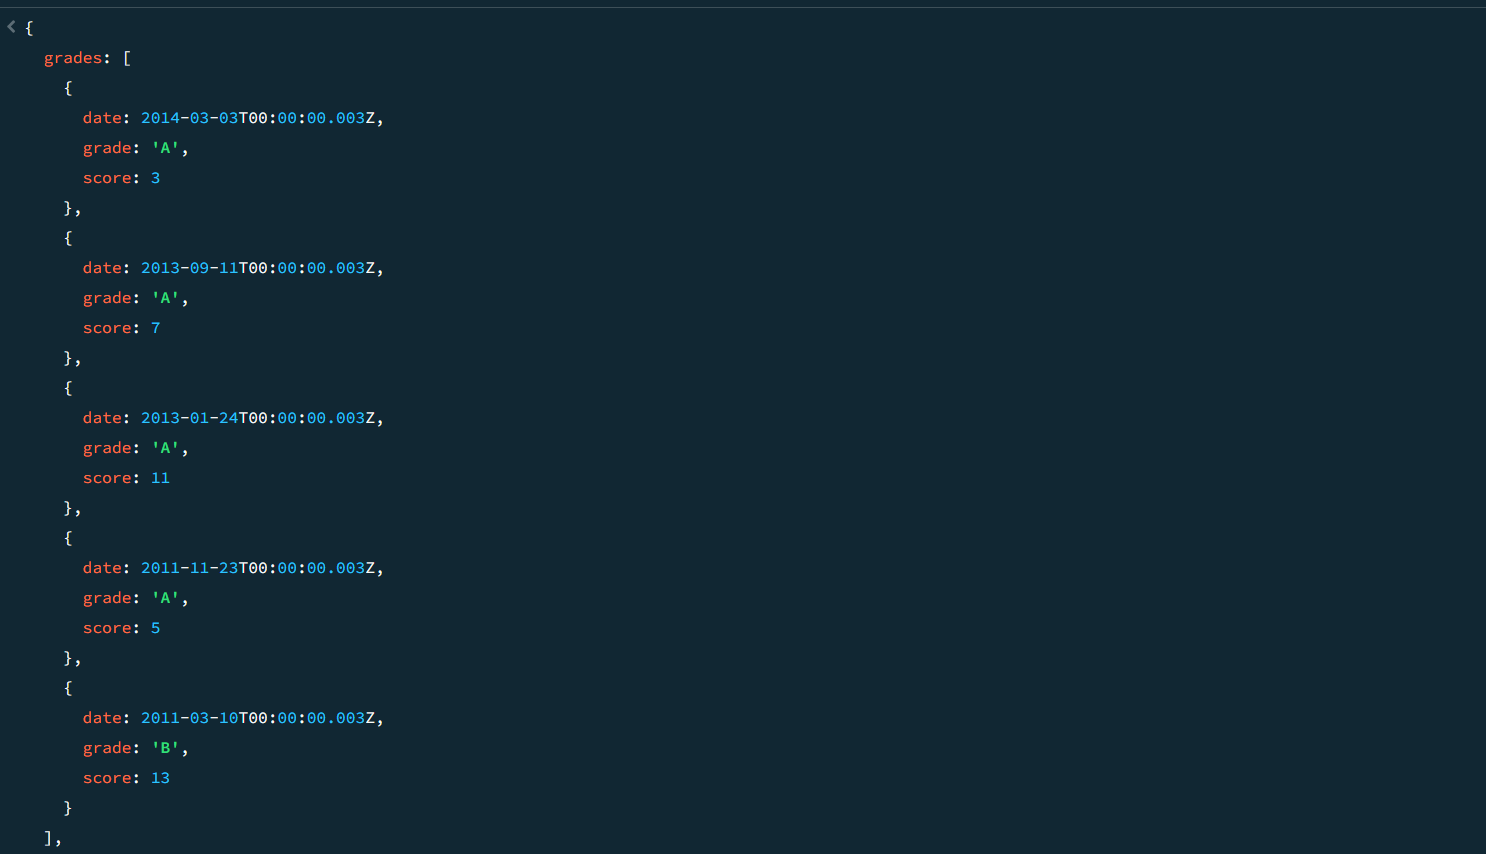 {
grades: [
{
date: 2014-03-03T00:00:00.003Z,
grade: 'A',
score: 3
},
{
date: 2013-09-11T00:00:00.003Z,
grade: 'A',
score: 7
},
{
date: 2013-01-24T00:00:00.003Z,
grade: 'A',
score: 11
},
{
date: 2011-11-23T00:00:00.003Z,
grade: 'A',
score: 5
},
{
date: 2011-03-10T00:00:00.003Z,
grade: 'B',
score: 13
}
],